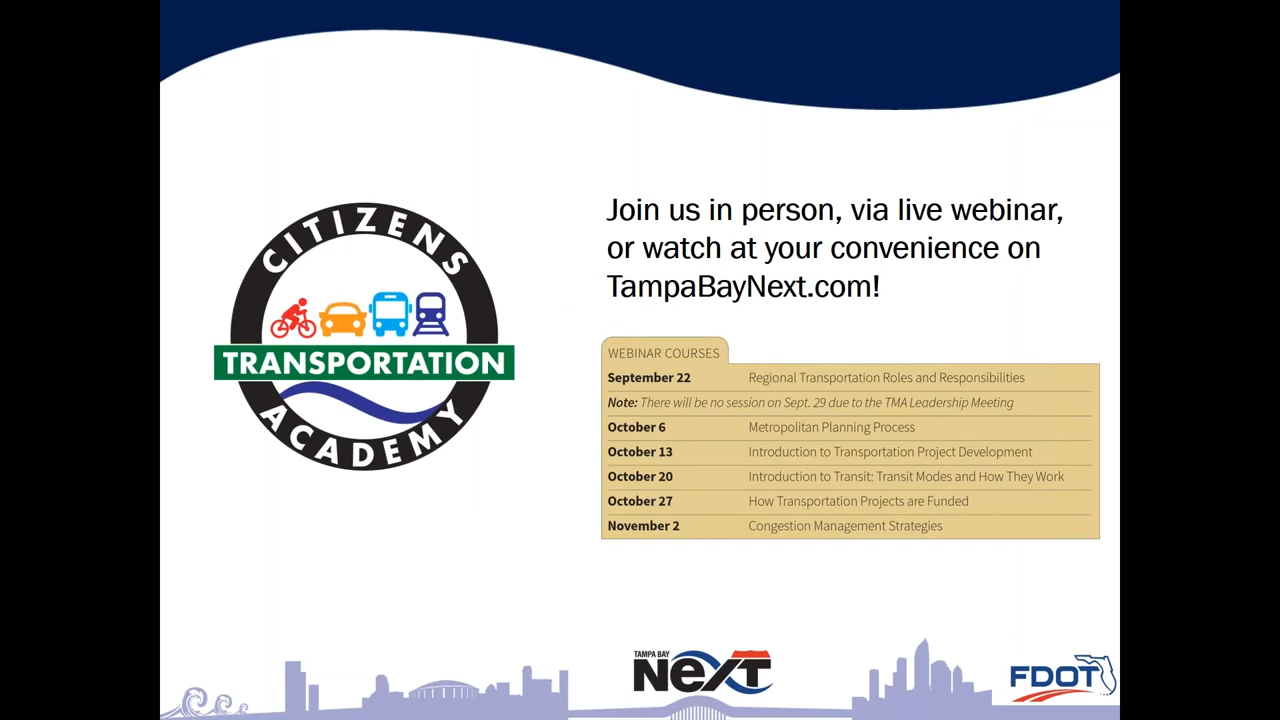 CITIZENS
TRANSPORTATION
ACADEMY
Join us in person, via live webinar,
or watch at your convenience on
TampaBayNext.com!
WEBINAR COURSES
September 22 Regional Transportation Roles and Responsibilities
Note: There will be no session on Sept. 29 due to the TMA Leadership Meeting
October 6 Metropolitan Planning Process
October 13 Introduction to Transportation Project Development
October 20 Introduction to Transit: Transit Modes and How They Work
October 27 How Transportation Projects are Funded
November 2 Congestion Management Strategies
TAMPA BAY
NeXT
FDOT